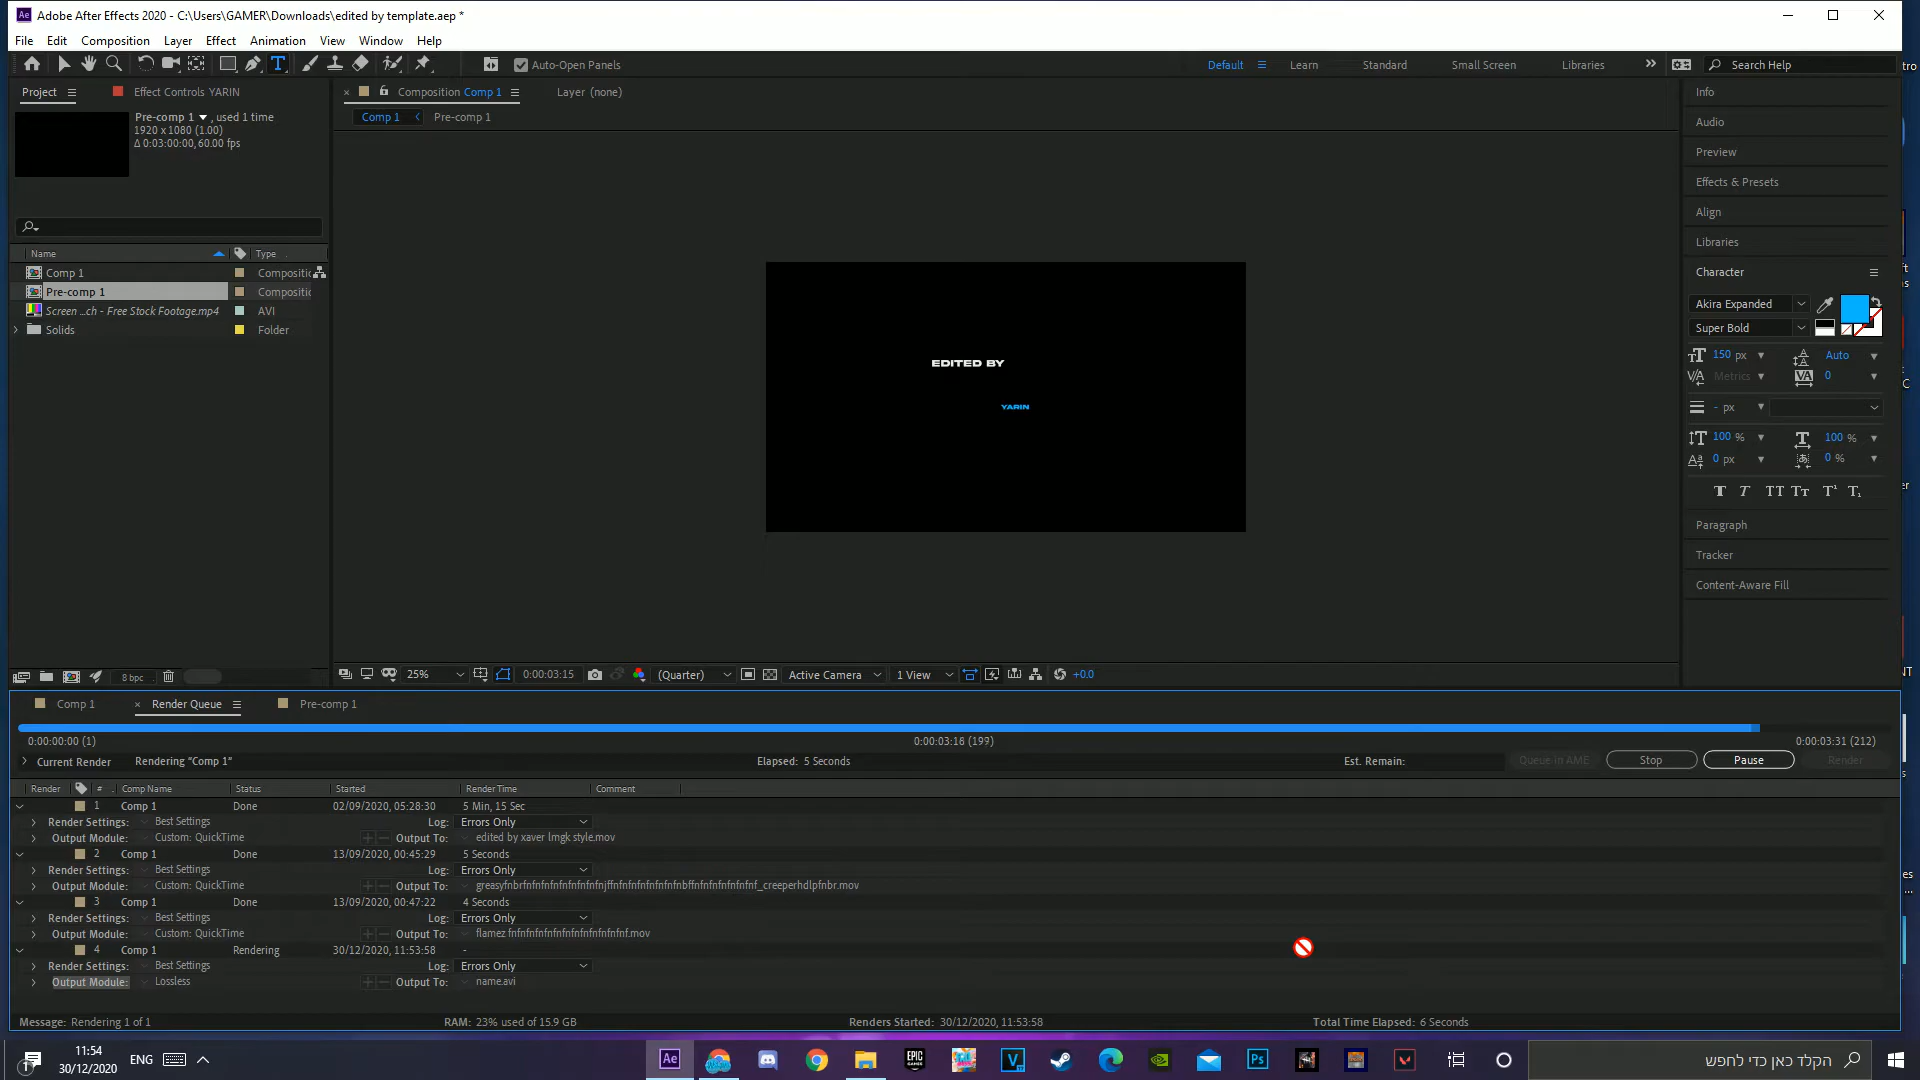 Adobe After Effects 2020 - C:\Users\GAMER\Downloads\edited by template.aep *
File Edit Composition Layer Effect Animation View Window Help
Auto-Open Panels Default Learn Standard Small Screen Libraries Search Help
Project Effect Controls YARIN
Pre-comp 1 , used 1 time
1920 x 1080 (1.00)
Δ 0:03:00:00, 60.00 fps
Name Type
Comp 1 Compositic
Pre-comp 1 Compositic
Screen ...ch - Free Stock Footage.mp4 AVI
Solids Folder
8 bpc
Composition Comp 1 Layer (none)
Comp 1 Pre-comp 1
EDITED BY
YARIN
25% 0:00:03:15 (Quarter) Active Camera 1 View +0.0
Info
Audio
Preview
Effects & Presets
Align
Libraries
Character
Akira Expanded
Super Bold
150 px Auto
Metrics 0
- px
100 % 100 %
0 px 0 %
Paragraph
Tracker
Content-Aware Fill
Comp 1 Render Queue Pre-comp 1
0:00:00:00 (1) 0:00:03:18 (199) 0:00:03:31 (212)
Current Render Rendering "Comp 1" Elapsed: 5 Seconds Est. Remain: Queue in AME Stop Pause Render
Render # Comp Name Status Started Render Time Comment
1 Comp 1 Done 02/09/2020, 05:28:30 5 Min, 15 Sec
Render Settings: Best Settings Log: Errors Only
Output Module: Custom: QuickTime Output To: edited by xaver lmgk style.mov
2 Comp 1 Done 13/09/2020, 00:45:29 5 Seconds
Render Settings: Best Settings Log: Errors Only
Output Module: Custom: QuickTime Output To:
3 Comp 1 Done 13/09/2020, 00:47:22 4 Seconds
Render Settings: Best Settings Log: Errors Only
Output Module: Custom: QuickTime Output To: flamez
4 Comp 1 Rendering 30/12/2020, 11:53:58 -
Render Settings: Best Settings Log: Errors Only
Output Module: Lossless Output To: name.avi
Message: Rendering 1 of 1 RAM: 23% used of 15.9 GB Renders Started: 30/12/2020, 11:53:58 Total Time Elapsed: 6 Seconds
11:54
30/12/2020
ENG
הקלד כאן כדי לחפש